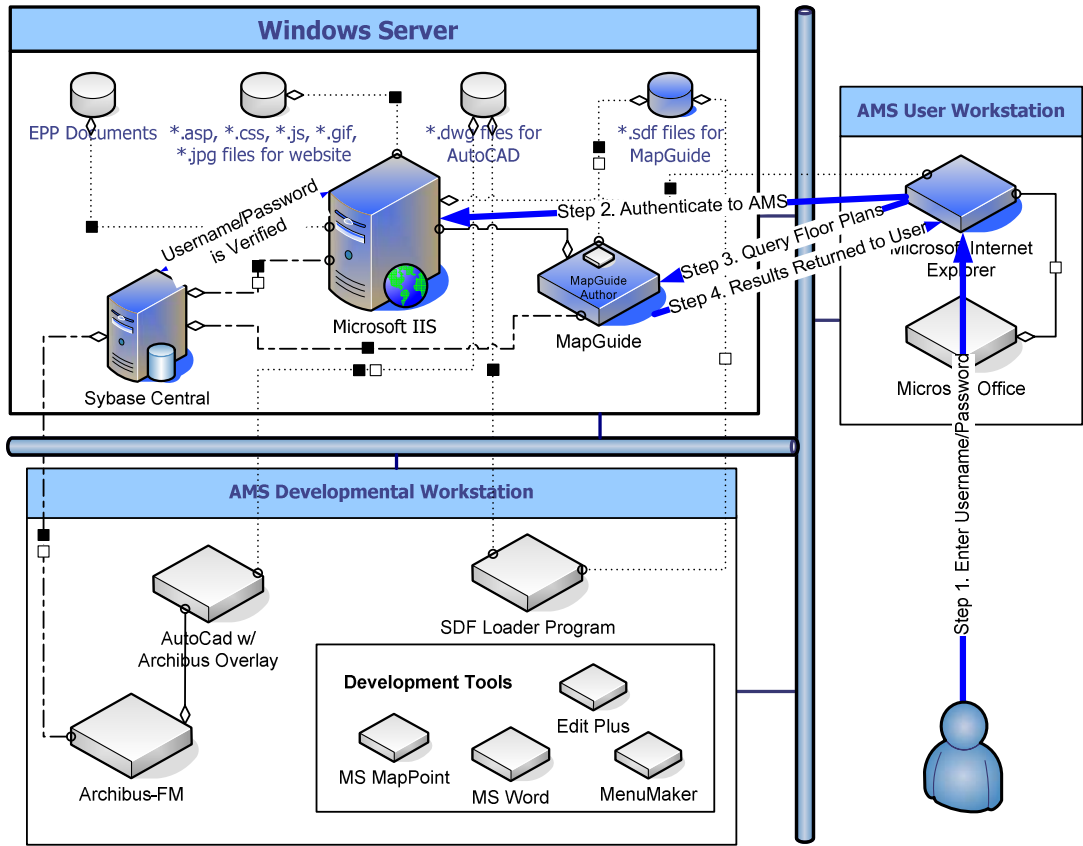 Windows Server
EPP Documents
*.asp, *.css, *.js, *.gif,
*.jpg files for website
*.dwg files for
AutoCAD
*.sdf files for
MapGuide
AMS User Workstation
Username/Password
is Verified
Step 2. Authenticate to AMS
Step 3. Query Floor Plans
Step 4. Results Returned to User
Microsoft Internet
Explorer
MapGuide
Author
Microsoft IIS
MapGuide
Sybase Central
Micros Office
Step 1. Enter Username/Password
AMS Developmental Workstation
AutoCad w/
Archibus Overlay
SDF Loader Program
Development Tools
Edit Plus
MS MapPoint
MS Word
MenuMaker
Archibus-FM